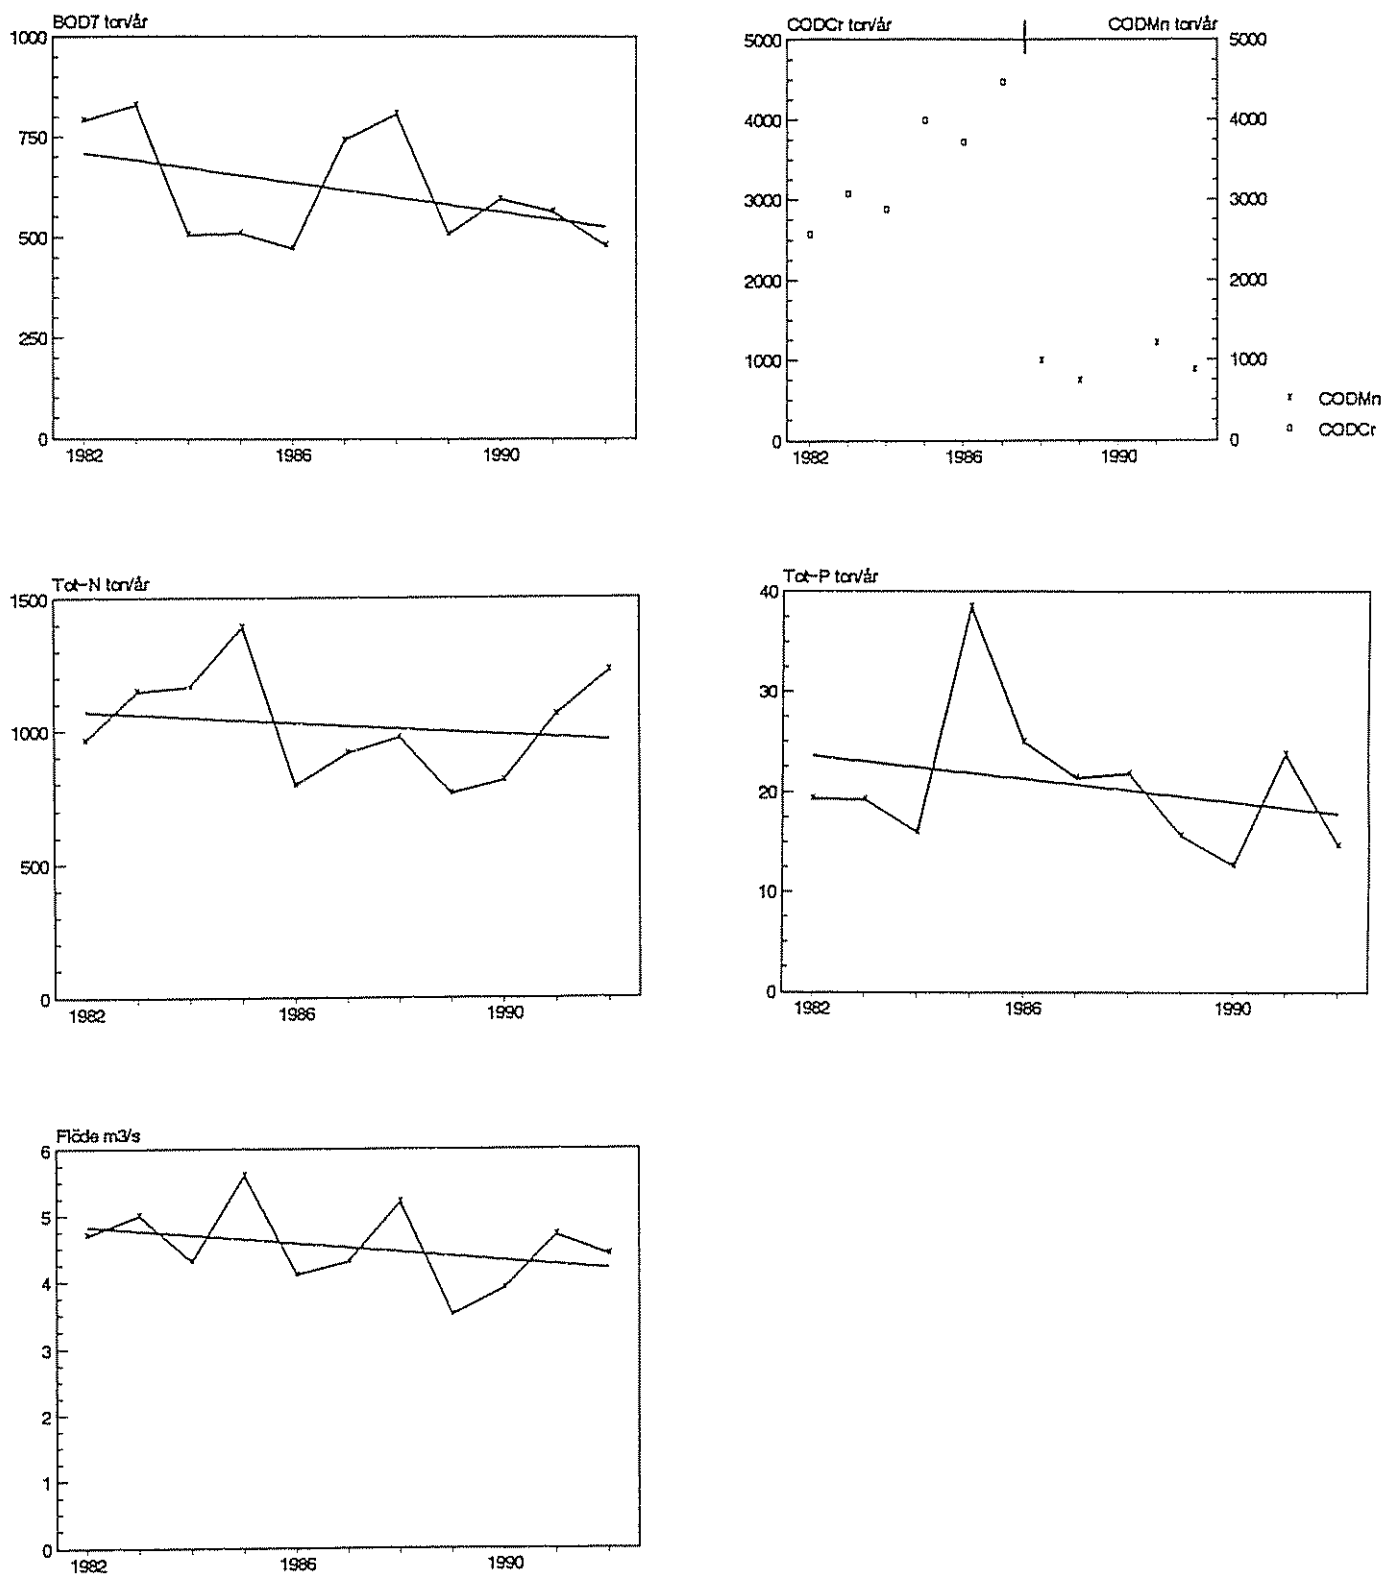 BOD7 ton/år
1000
750
500
250
0
1982 1986 1990
CODCr ton/år CODMn ton/år
5000 5000
4000 4000
3000 3000
2000 2000
1000 1000
0 0
1982 1986 1990
x CODMn
o CODCr
Tot-N ton/år
1500
1000
500
0
1982 1986 1990
Tot-P ton/år
40
30
20
10
0
1982 1986 1990
Flöde m3/s
6
5
4
3
2
1
0
1982 1986 1990